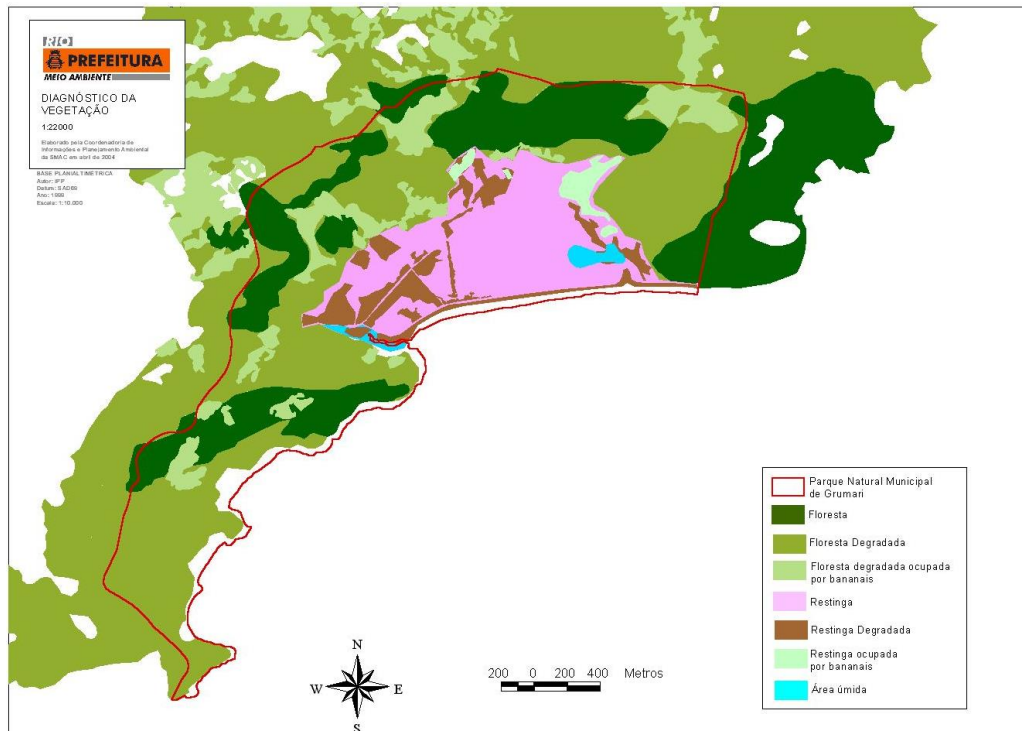 RIO
PREFEITURA
MEIO AMBIENTE
DIAGNÓSTICO DA
VEGETAÇÃO
1:22000
Elaborado pela Coordenadoria de
Informações e Planejamento Ambiental
da SMAC em abril de 2004
BASE PLANIALTIMETRICA
Autor: IPP
Datum: SAD69
Ano: 1999
Escala: 1:10.000
Parque Natural Municipal
de Grumari
Floresta
Floresta Degradada
Floresta degradada ocupada
por bananais
Restinga
Restinga Degradada
Restinga ocupada
por bananais
Área úmida
N
W
E
S
200 0 200 400 Metros